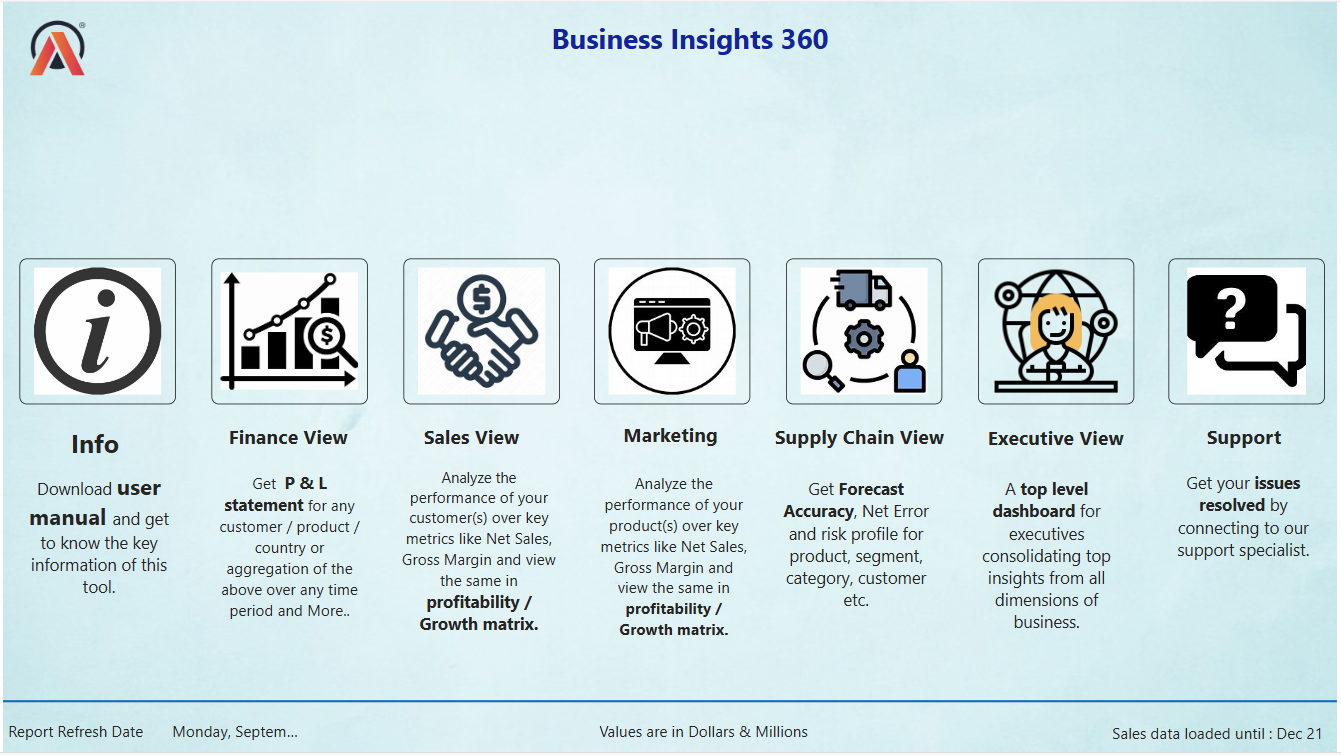 ®
Business Insights 360
Info
Download user
manual and get
to know the key
information of this
tool.
Finance View
Get P & L
statement for any
customer / product /
country or
aggregation of the
above over any time
period and More..
$
Sales View
Analyze the
performance of your
customer(s) over key
metrics like Net Sales,
Gross Margin and view
the same in
profitability /
Growth matrix.
Marketing
Analyze the
performance of your
product(s) over key
metrics like Net Sales,
Gross Margin and
view the same in
profitability /
Growth matrix.
Supply Chain View
Get Forecast
Accuracy, Net Error
and risk profile for
product, segment,
category, customer
etc.
Executive View
A top level
dashboard for
executives
consolidating top
insights from all
dimensions of
business.
Support
Get your issues
resolved by
connecting to our
support specialist.
Report Refresh Date
Monday, Septem...
Values are in Dollars & Millions
Sales data loaded until : Dec 21